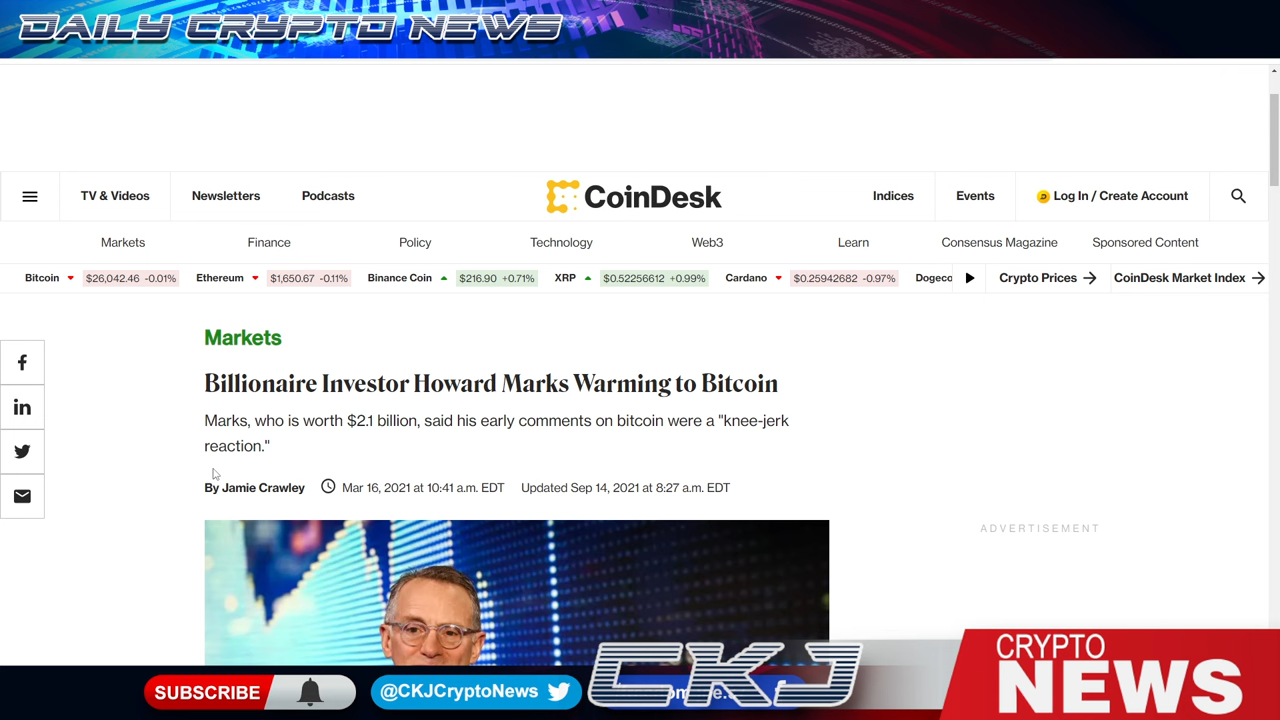 DAILY CRYPTO NEWS
TV & Videos
Newsletters
Podcasts
CoinDesk
Indices
Events
Log In / Create Account
Markets
Finance
Policy
Technology
Web3
Learn
Consensus Magazine
Sponsored Content
Bitcoin $26,042.46 -0.01%
Ethereum $1,650.67 -0.11%
Binance Coin $216.90 +0.71%
XRP $0.52256612 +0.99%
Cardano $0.25942682 -0.97%
Dogeco
Crypto Prices →
CoinDesk Market Index →
Markets
Billionaire Investor Howard Marks Warming to Bitcoin
Marks, who is worth $2.1 billion, said his early comments on bitcoin were a "knee-jerk
reaction."
By Jamie Crawley Mar 16, 2021 at 10:41 a.m. EDT Updated Sep 14, 2021 at 8:27 a.m. EDT
ADVERTISEMENT
SUBSCRIBE
@CKJCryptoNews
CKJ
CRYPTO
NEWS